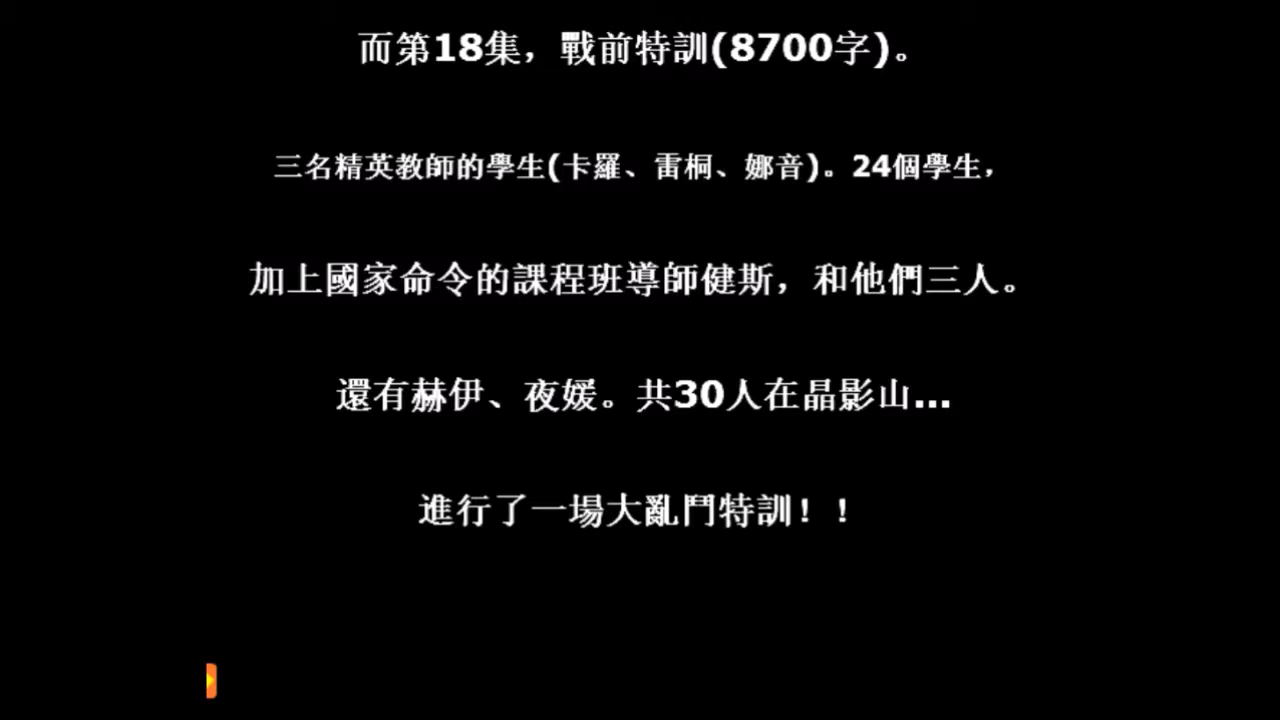 而第18集，戰前特訓(8700字)。
三名精英教師的學生(卡羅、雷桐、娜音)。24個學生，
加上國家命令的課程班導師健斯，和他們三人。
還有赫伊、夜媛。共30人在晶影山...
進行了一場大亂鬥特訓！！